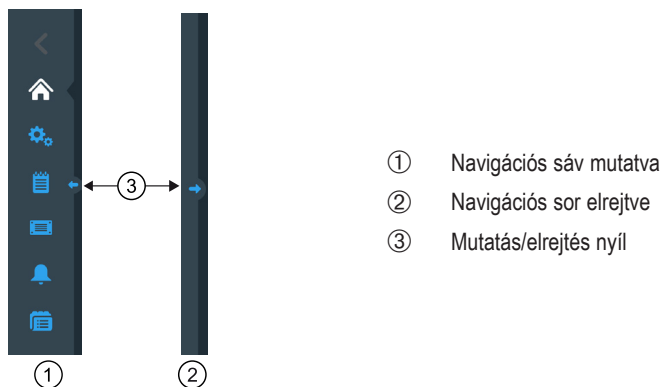 ③
① Navigációs sáv mutatva
② Navigációs sor elrejtve
③ Mutatás/elrejtés nyíl
① ②